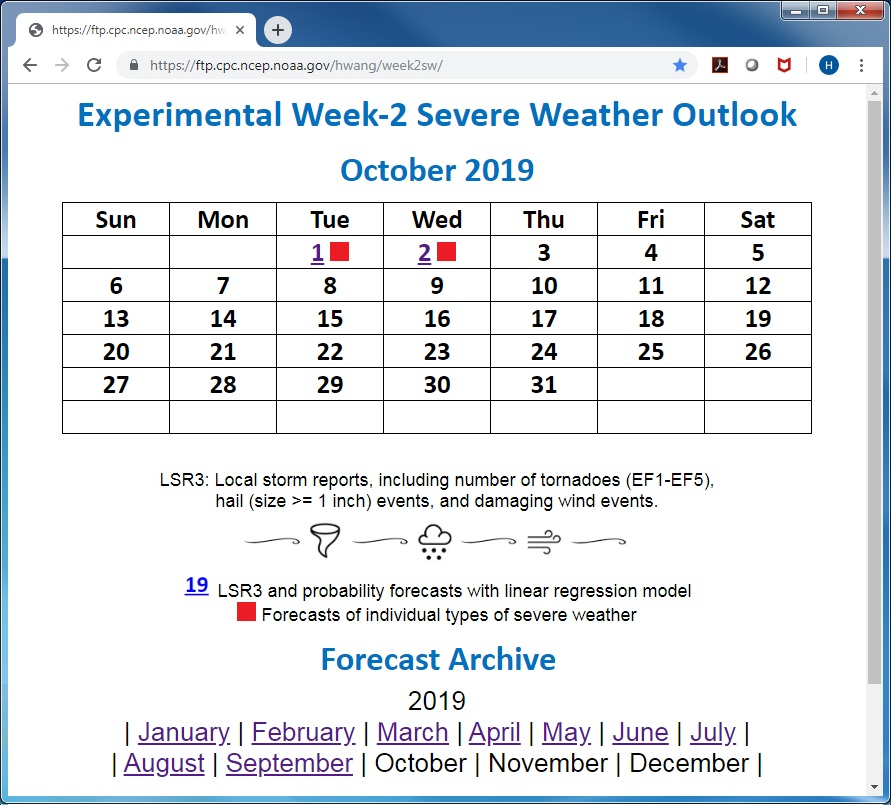 https://ftp.cpc.ncep.noaa.gov/hw
https://ftp.cpc.ncep.noaa.gov/hwang/week2sw/
H
Experimental Week-2 Severe Weather Outlook
October 2019
Sun Mon Tue Wed Thu Fri Sat
1 2 3 4 5
6 7 8 9 10 11 12
13 14 15 16 17 18 19
20 21 22 23 24 25 26
27 28 29 30 31
LSR3: Local storm reports, including number of tornadoes (EF1-EF5),
hail (size >= 1 inch) events, and damaging wind events.
19 LSR3 and probability forecasts with linear regression model
Forecasts of individual types of severe weather
Forecast Archive
2019
| January | February | March | April | May | June | July |
| August | September | October | November | December |